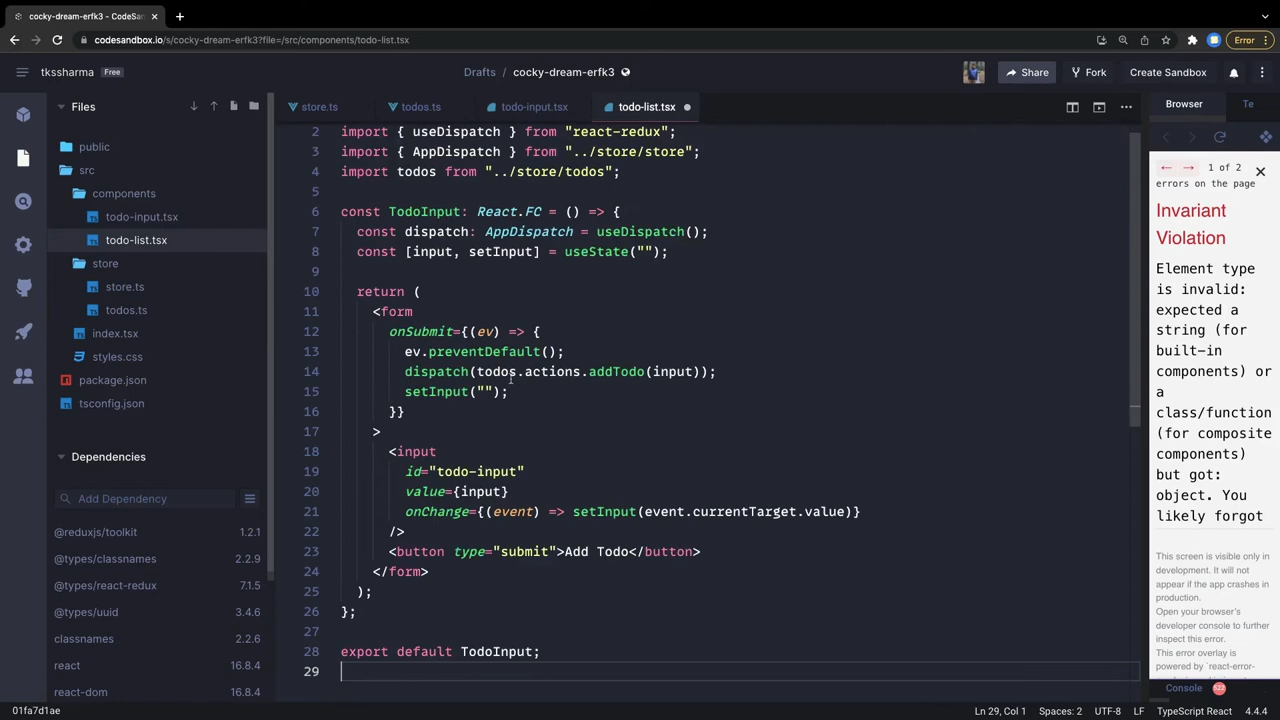 cocky-dream-erfk3 - CodeSan
codesandbox.io/s/cocky-dream-erfk3?file=/src/components/todo-list.tsx
Error
tkssharma Free
Drafts / cocky-dream-erfk3
Share
Fork
Create Sandbox
Files
public
src
components
todo-input.tsx
todo-list.tsx
store
store.ts
todos.ts
index.tsx
styles.css
package.json
tsconfig.json
Dependencies
Add Dependency
@reduxjs/toolkit 1.2.1
@types/classnames 2.2.9
@types/react-redux 7.1.5
@types/uuid 3.4.6
classnames 2.2.6
react 16.8.4
react-dom 16.8.4
store.ts
todos.ts
todo-input.tsx
todo-list.tsx
2 import { useDispatch } from "react-redux";
3 import { AppDispatch } from "../store/store";
4 import todos from "../store/todos";
5
6 const TodoInput: React.FC = () => {
7 const dispatch: AppDispatch = useDispatch();
8 const [input, setInput] = useState("");
9
10 return (
11 <form
12 onSubmit={(ev) => {
13 ev.preventDefault();
14 dispatch(todos.actions.addTodo(input));
15 setInput("");
16 }}
17 >
18 <input
19 id="todo-input"
20 value={input}
21 onChange={(event) => setInput(event.currentTarget.value)}
22 />
23 <button type="submit">Add Todo</button>
24 </form>
25 );
26 };
27
28 export default TodoInput;
29
Browser
Te
1 of 2
errors on the page
Invariant
Violation
Element type
is invalid:
expected a
string (for
built-in
components) or
a
class/function
(for composite
components)
but got:
object. You
likely forgot
This screen is visible only in
development. It will not
appear if the app crashes in
production.
Open your browser's
developer console to further
inspect this error.
This error overlay is
powered by `react-error-
Console 522
01fa7d1ae
Ln 29, Col 1
Spaces: 2
UTF-8
LF
TypeScript React
4.4.4